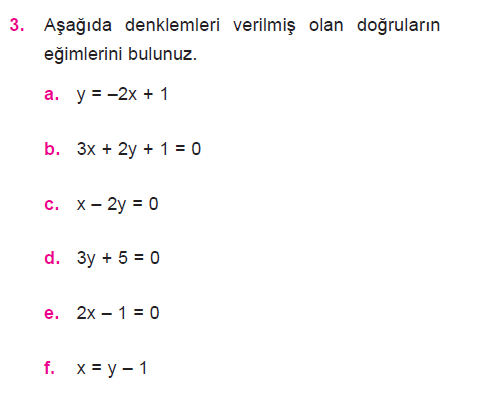 3. Aşağıda denklemleri verilmiş olan doğruların
eğimlerini bulunuz.
a. y = –2x + 1
b. 3x + 2y + 1 = 0
c. x – 2y = 0
d. 3y + 5 = 0
e. 2x – 1 = 0
f. x = y – 1